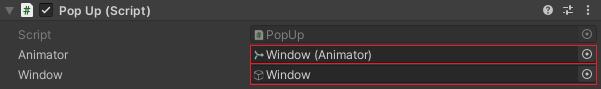 Pop Up (Script)
Script PopUp
Animator Window (Animator)
Window Window